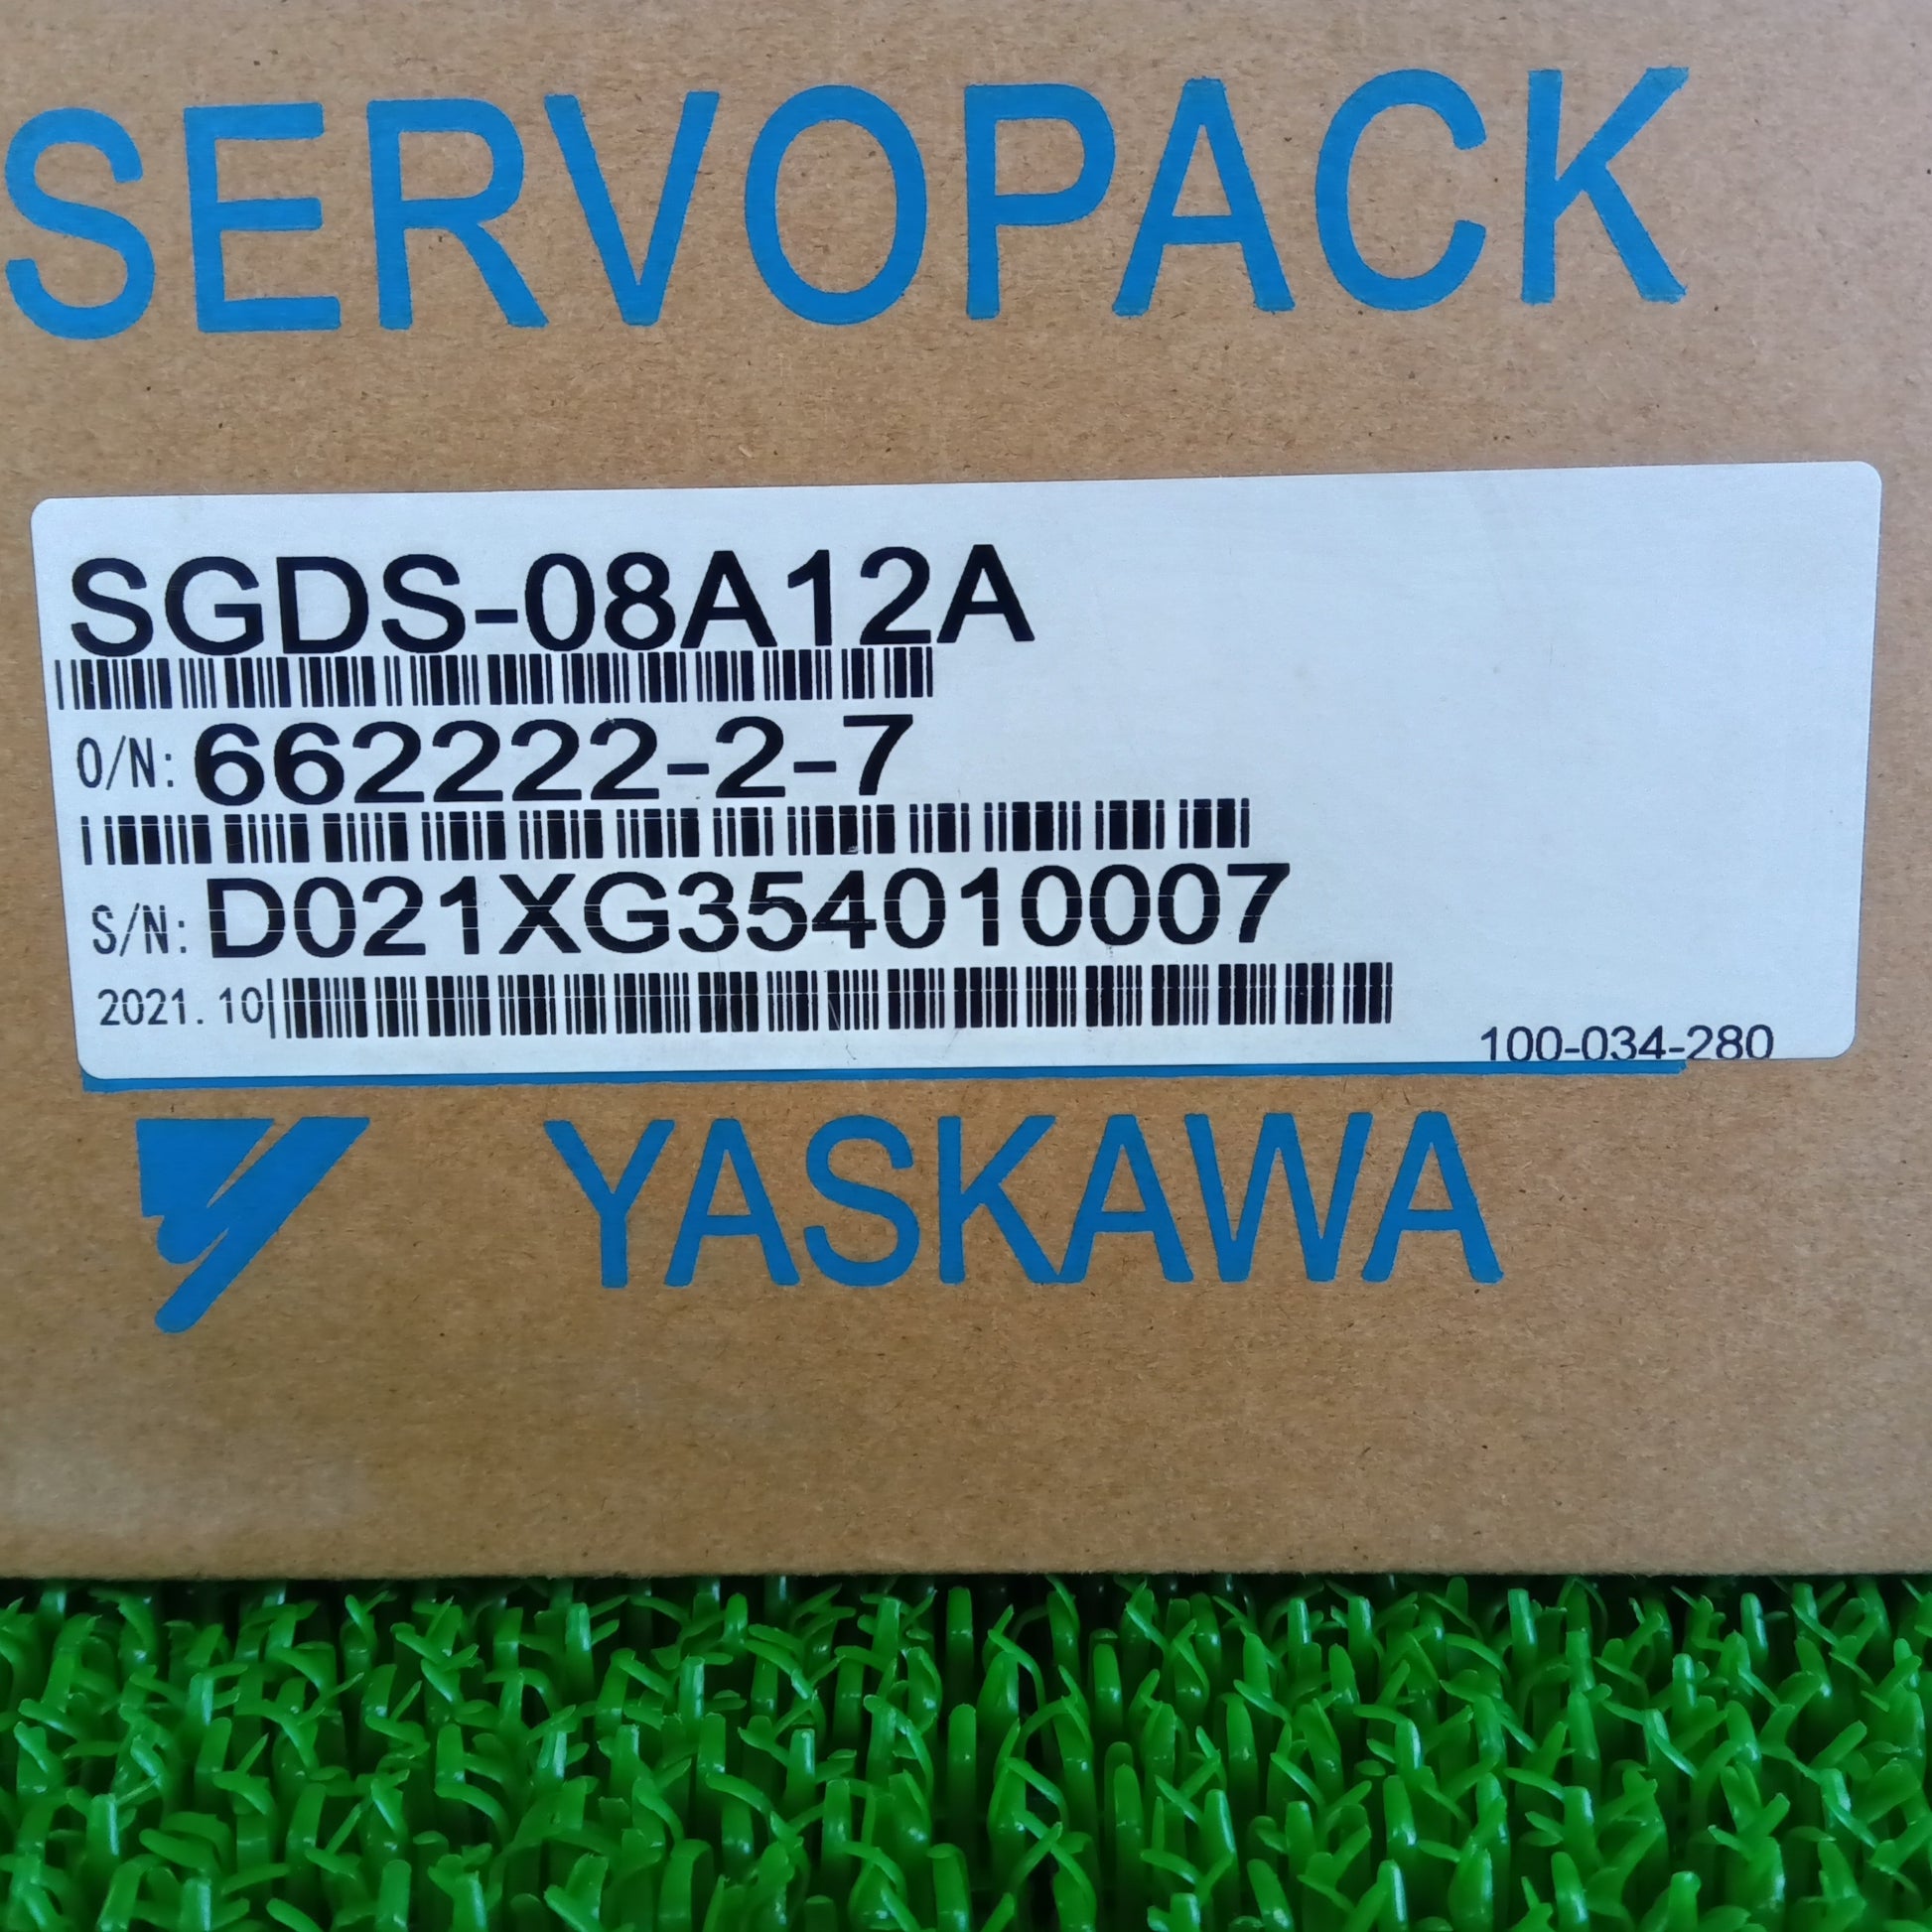 SERVOPACK
SGDS-08A12A
O/N: 662222-2-7
S/N: D021XG354010007
2021.10
100-034-280
YASKAWA